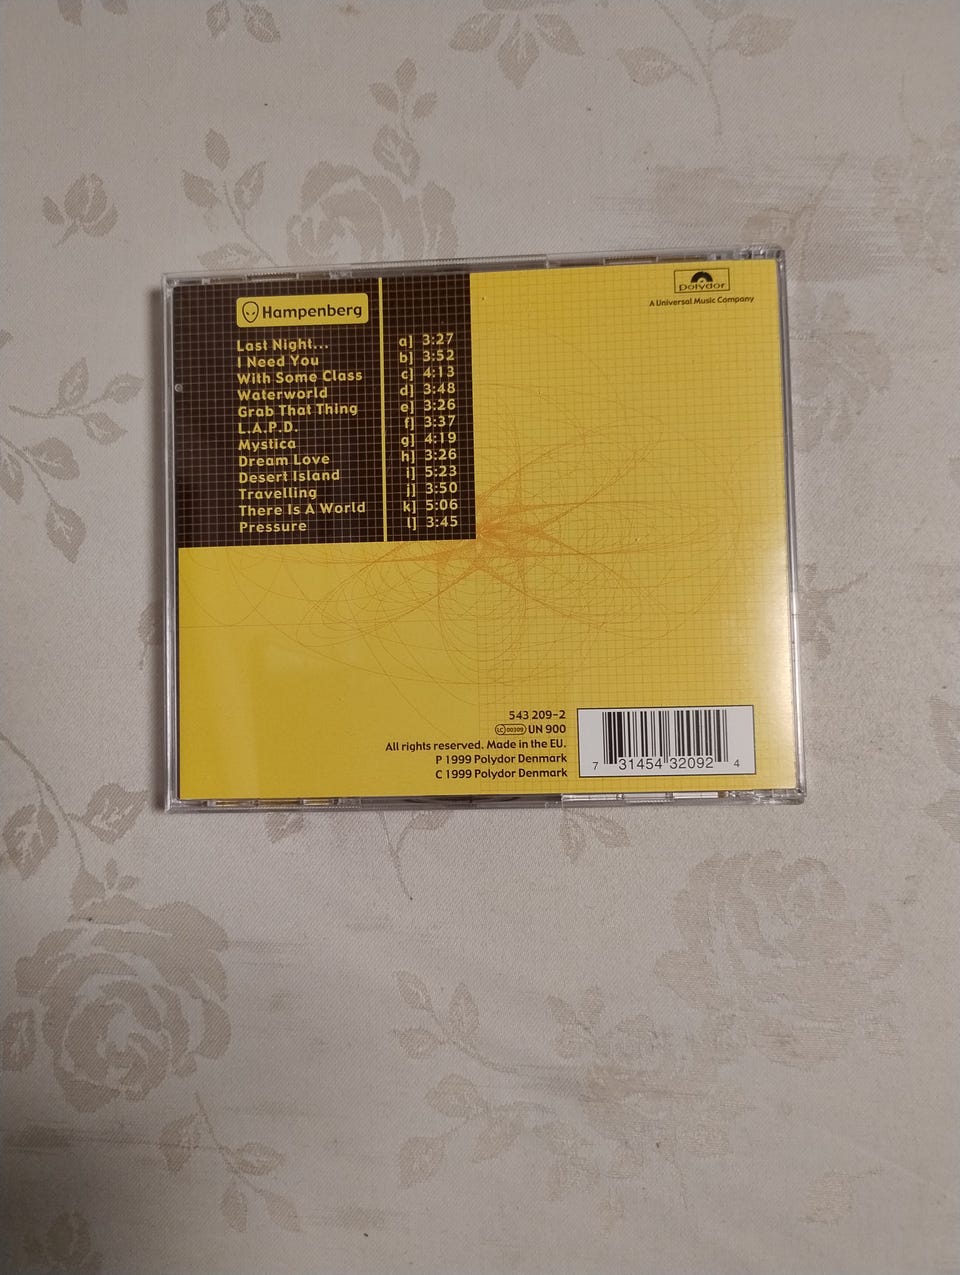 Hampenberg
Last Night... a] 3:27
I Need You b] 3:52
With Some Class c] 4:13
Waterworld d] 3:48
Grab That Thing e] 3:26
L.A.P.D. f] 3:37
Mystica g] 4:19
Dream Love h] 3:26
Desert Island i] 5:23
Travelling j] 3:50
There Is A World k] 5:06
Pressure l] 3:45
polydor
A Universal Music Company
543 209-2
LC 00309 UN 900
All rights reserved. Made in the EU.
P 1999 Polydor Denmark
C 1999 Polydor Denmark
7 31454 32092 4